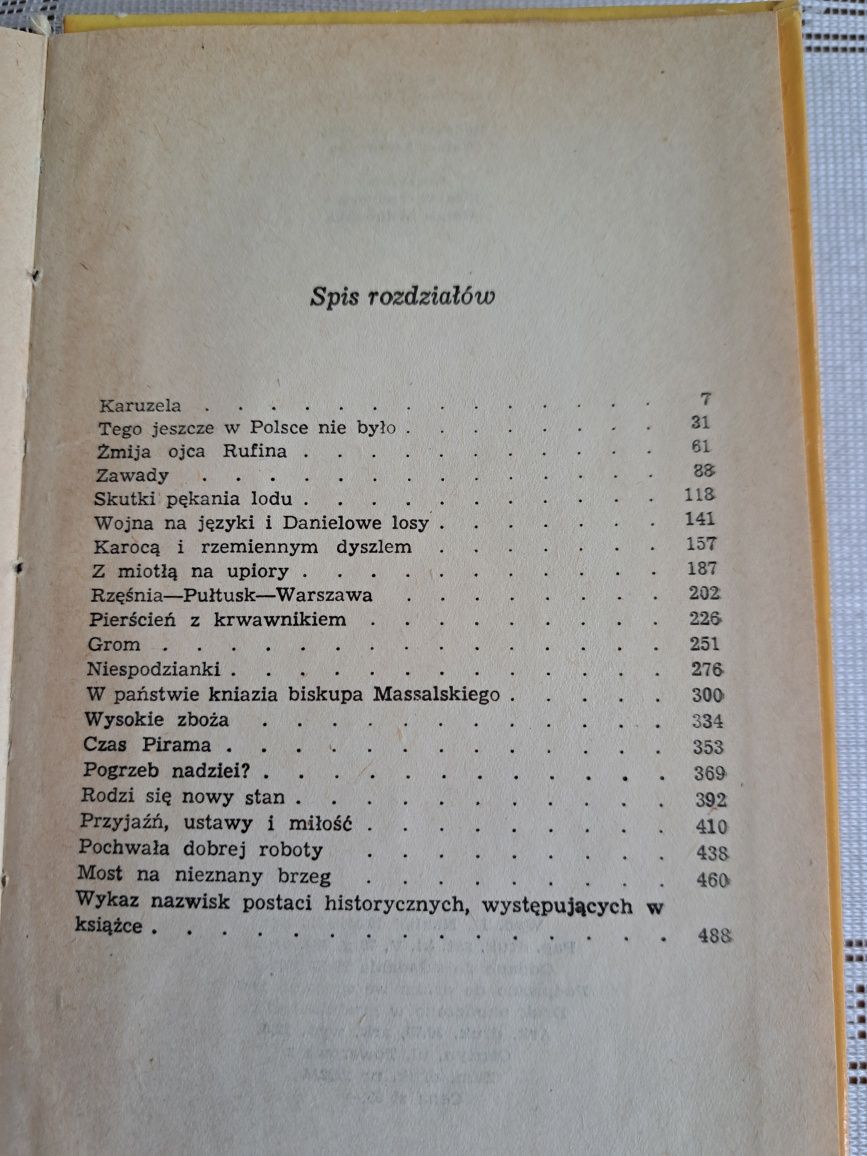 Spis rozdziałów
Karuzela . . . . . . . . . . . . . . 7
Tego jeszcze w Polsce nie było . . . . . . . . 31
Żmija ojca Rufina . . . . . . . . . . . 61
Zawady . . . . . . . . . . . . . . 88
Skutki pękania lodu . . . . . . . . . . . 118
Wojna na języki i Danielowe losy . . . . . . . 141
Karocą i rzemiennym dyszlem . . . . . . . 157
Z miotłą na upiory . . . . . . . . . . . 187
Rzęśnia—Pułtusk—Warszawa . . . . . . . . 202
Pierścień z krwawnikiem . . . . . . . . . 226
Grom . . . . . . . . . . . . . . . 251
Niespodzianki . . . . . . . . . . . . . 276
W państwie kniazia biskupa Massalskiego . . . . . 300
Wysokie zboża . . . . . . . . . . . . 334
Czas Pirama . . . . . . . . . . . . . 353
Pogrzeb nadziei? . . . . . . . . . . . . 369
Rodzi się nowy stan . . . . . . . . . . . 392
Przyjaźń, ustawy i miłość . . . . . . . . . 410
Pochwała dobrej roboty . . . . . . . . . 438
Most na nieznany brzeg . . . . . . . . . 460
Wykaz nazwisk postaci historycznych, występujących w
książce . . . . . . . . . . . . . . . 488